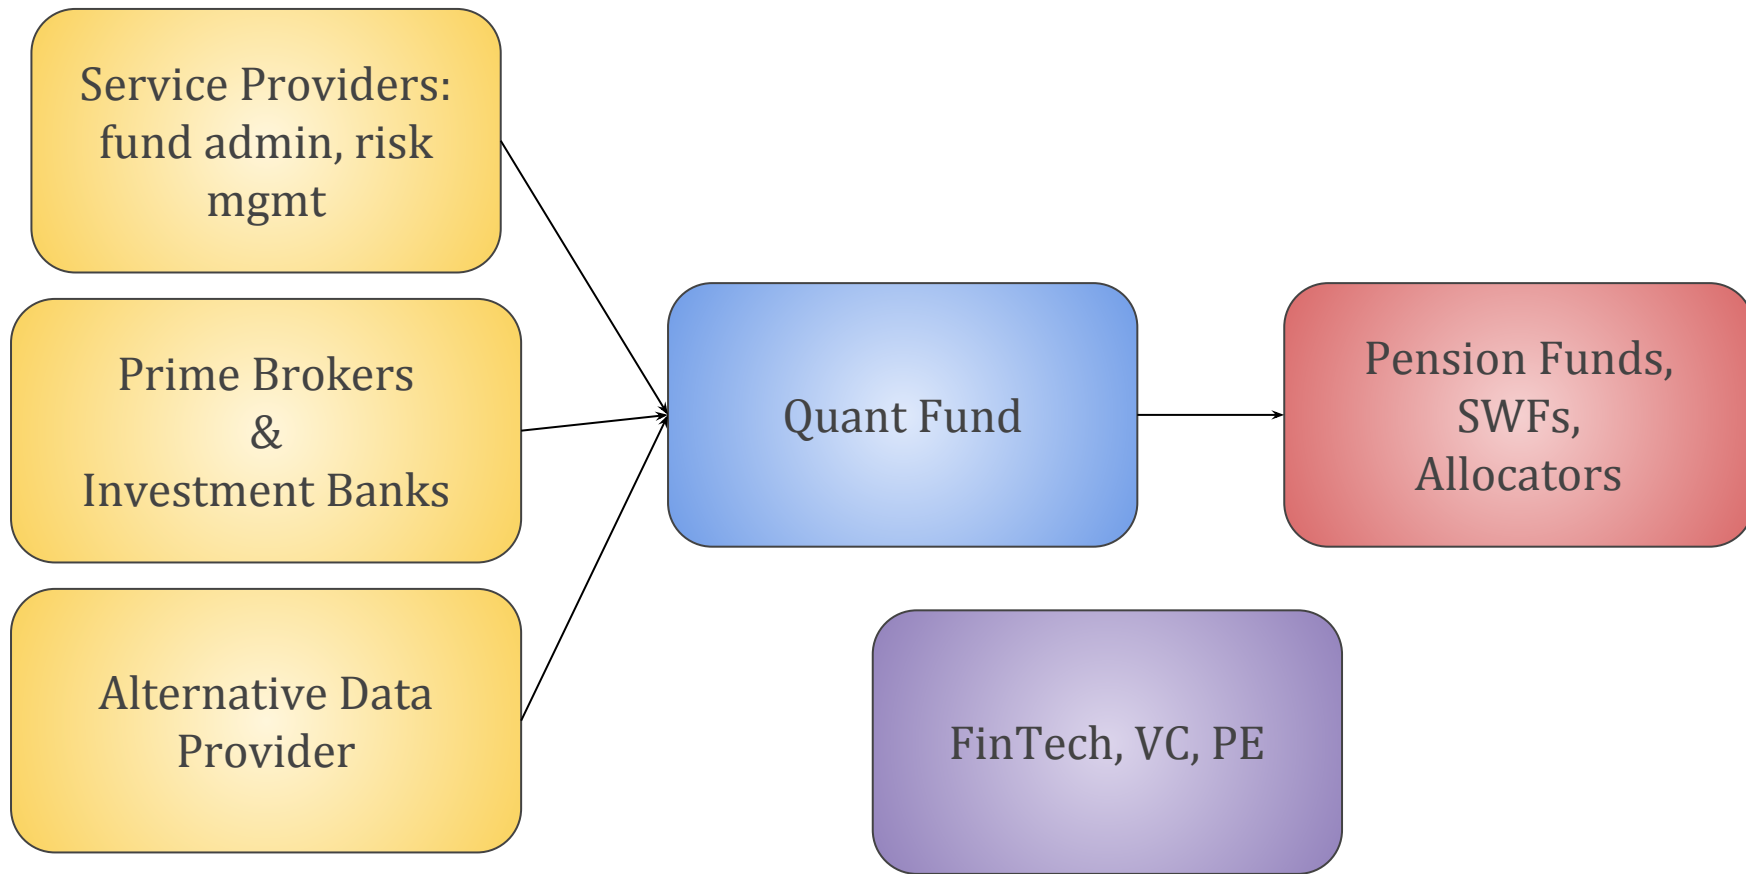 Service Providers:
fund admin, risk
mgmt
Prime Brokers
&
Investment Banks
Alternative Data
Provider
Quant Fund
Pension Funds,
SWFs,
Allocators
FinTech, VC, PE